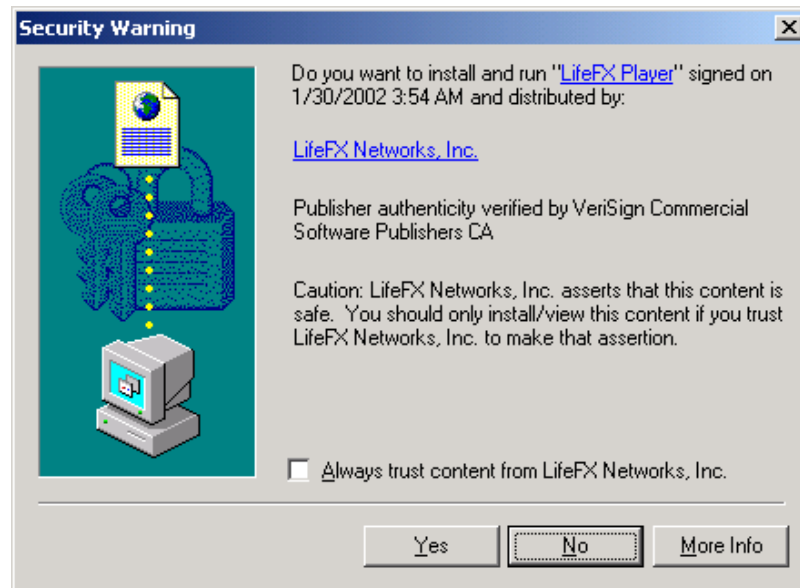 Security Warning
Do you want to install and run "LifeFX Player" signed on
1/30/2002 3:54 AM and distributed by:
LifeFX Networks, Inc.
Publisher authenticity verified by VeriSign Commercial
Software Publishers CA
Caution: LifeFX Networks, Inc. asserts that this content is
safe. You should only install/view this content if you trust
LifeFX Networks, Inc. to make that assertion.
Always trust content from LifeFX Networks, Inc.
Yes No More Info